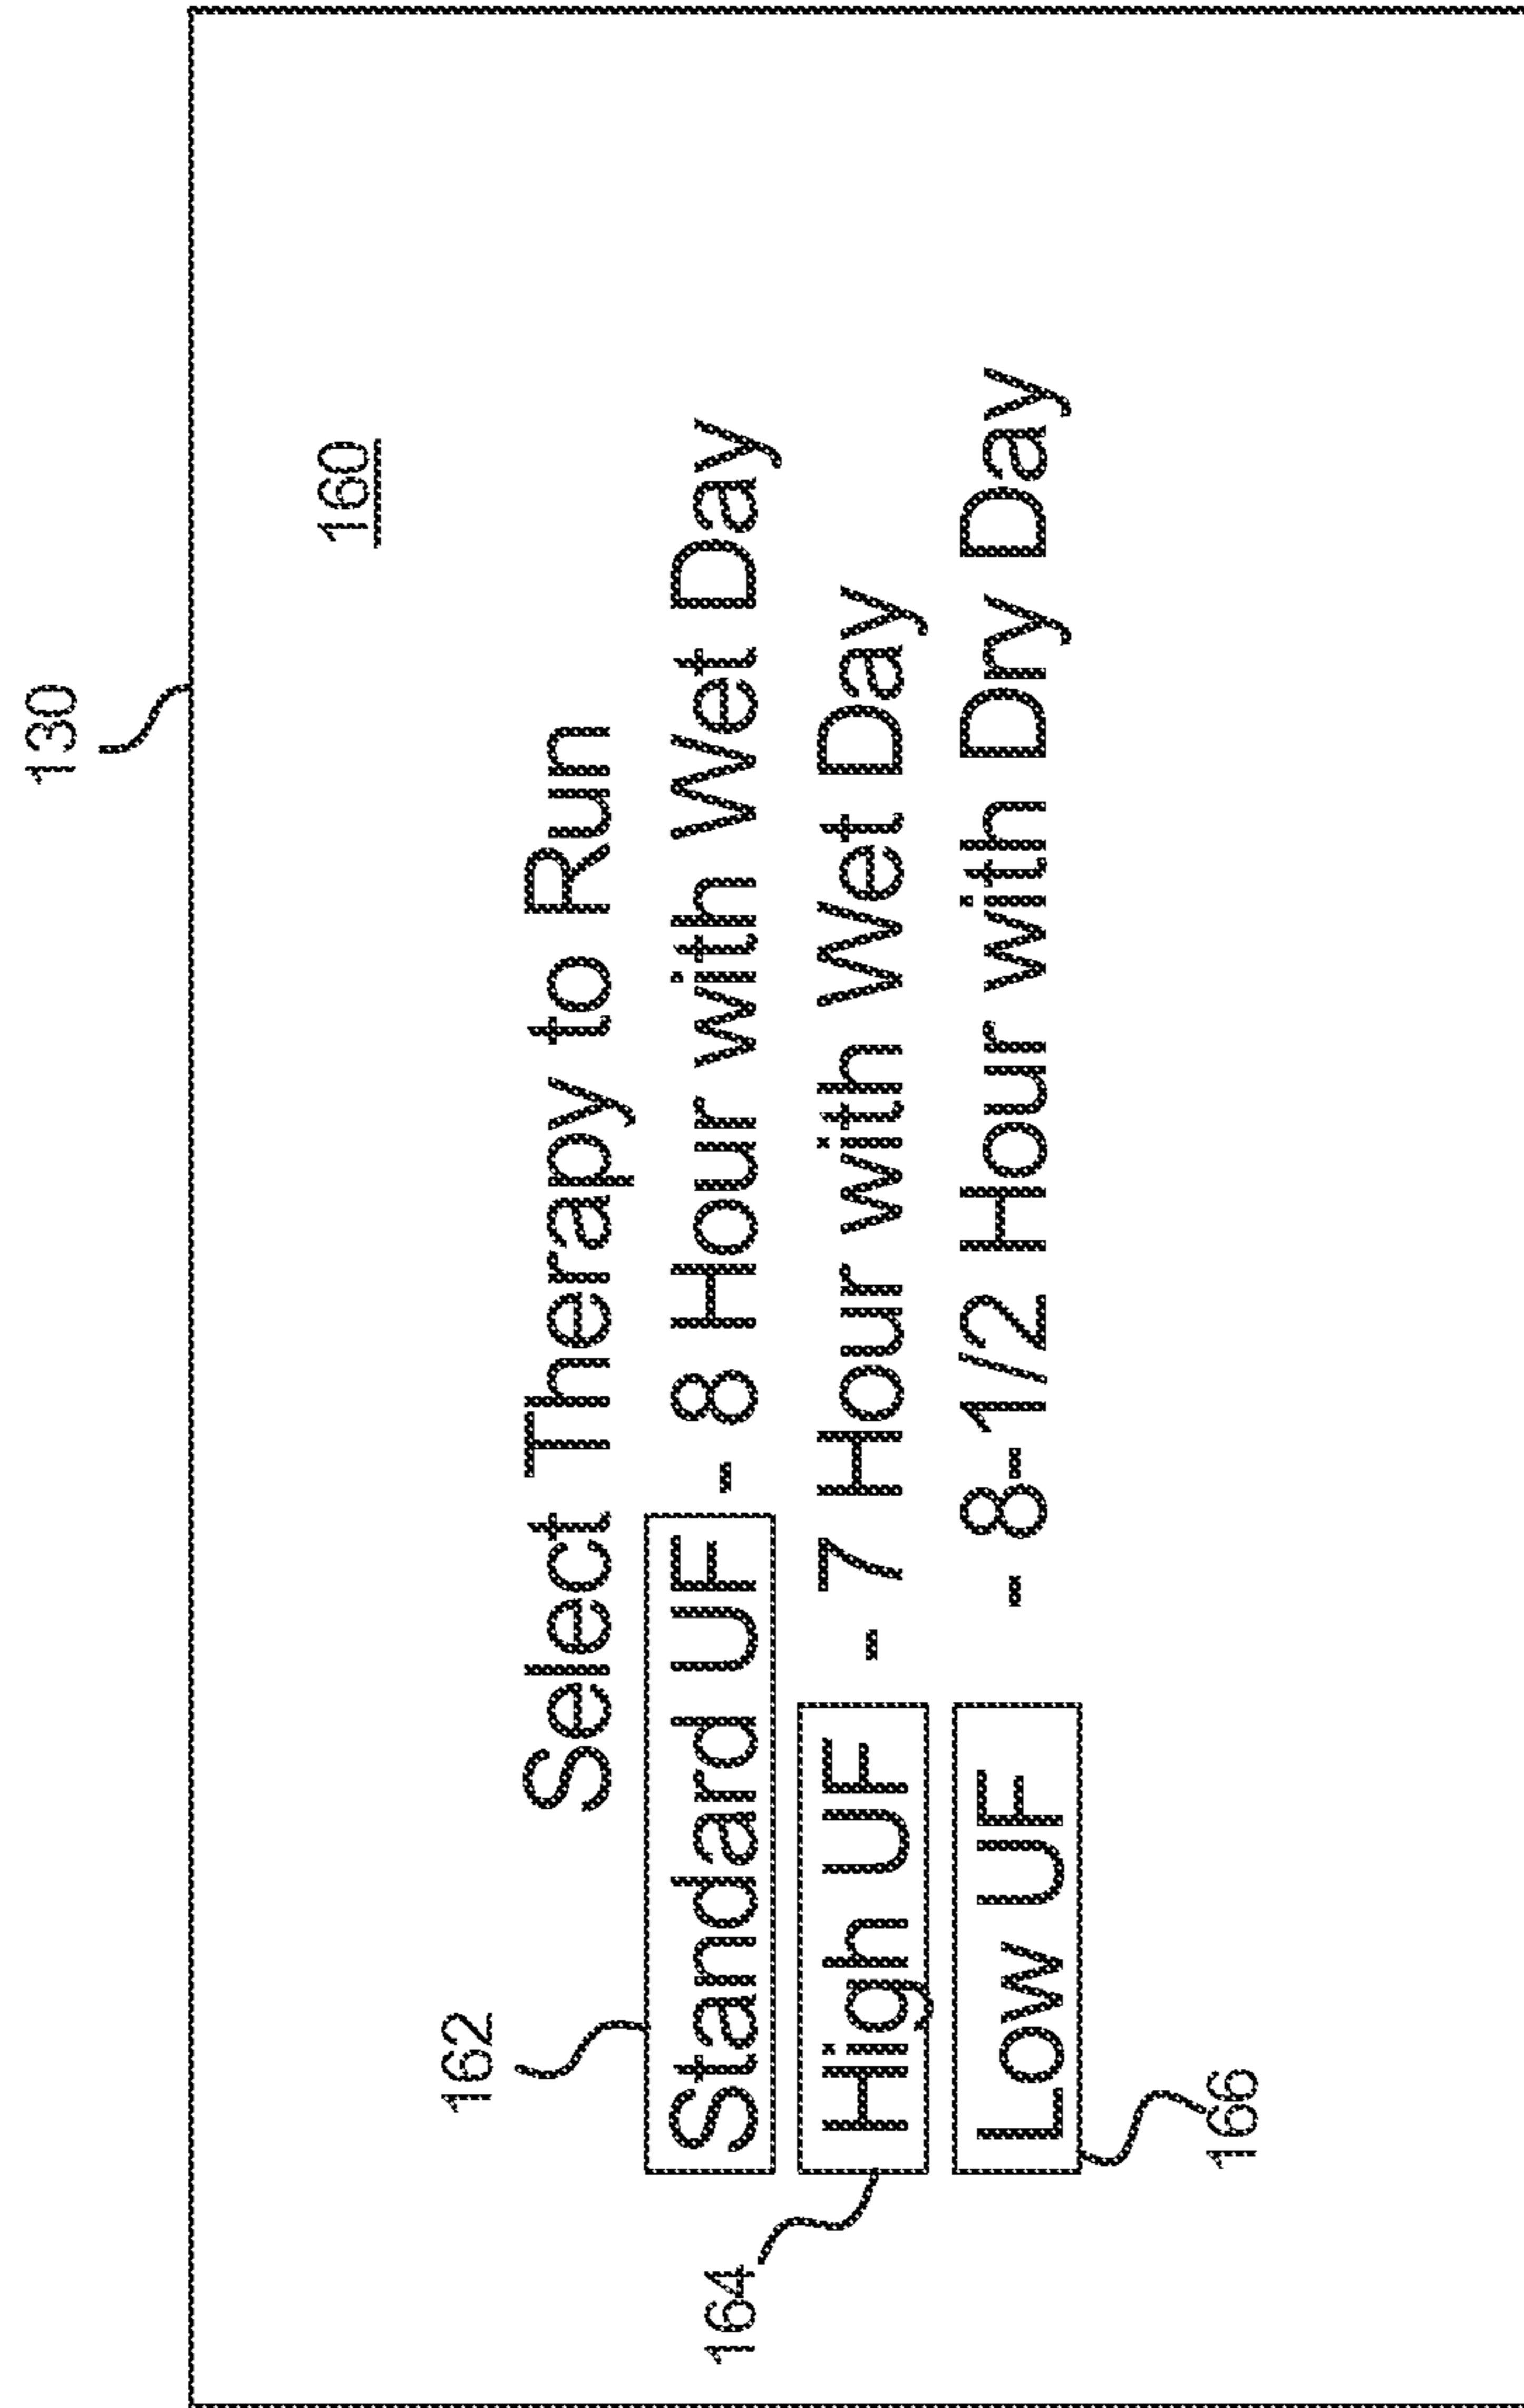 130
160
Select Therapy to Run
162
Standard UF - 8 Hour with Wet Day
164
High UF - 7 Hour with Wet Day
Low UF - 8-1/2 Hour with Dry Day
166